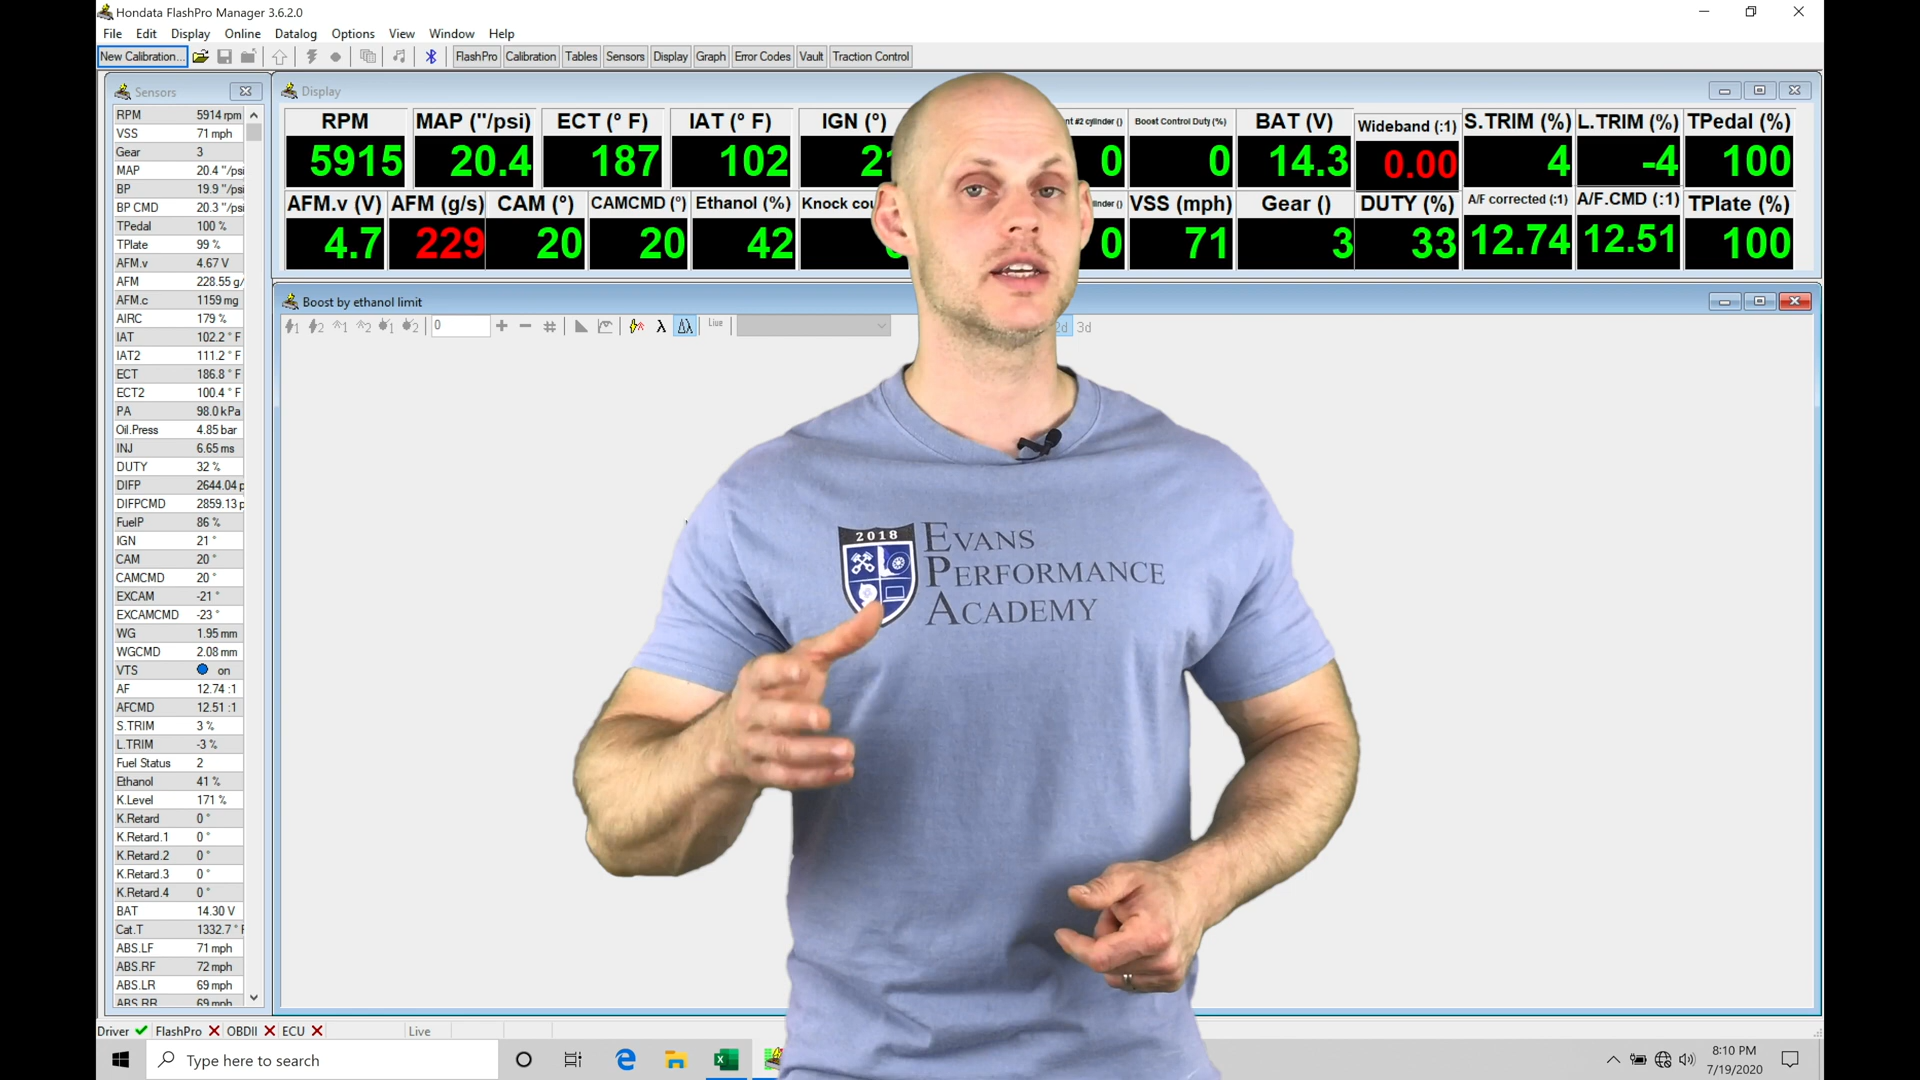 Hondata FlashPro Manager 3.6.2.0
File Edit Display Online Datalog Options View Window Help
New Calibration... FlashPro Calibration Tables Sensors Display Graph Error Codes Vault Traction Control
Sensors
RPM 5914 rpm
VSS 71 mph
Gear 3
MAP 20.4 "/psi
BP 19.9 "/psi
BP CMD 20.3 "/psi
TPedal 100 %
TPlate 99 %
AFM.v 4.67 V
AFM 228.55 g/
AFM.c 1159 mg
AIRC 179 %
IAT 102.2 ° F
IAT2 111.2 ° F
ECT 186.8 ° F
ECT2 100.4 ° F
PA 98.0 kPa
Oil.Press 4.85 bar
INJ 6.65 ms
DUTY 32 %
DIFP 2644.04 p
DIFPCMD 2859.13 p
FuelP 86 %
IGN 21 °
CAM 20 °
CAMCMD 20 °
EXCAM -21 °
EXCAMCMD -23 °
WG 1.95 mm
WGCMD 2.08 mm
VTS on
AF 12.74 :1
AFCMD 12.51 :1
S.TRIM 3 %
L.TRIM -3 %
Fuel Status 2
Ethanol 41 %
K.Level 171 %
K.Retard 0 °
K.Retard.1 0 °
K.Retard.2 0 °
K.Retard.3 0 °
K.Retard.4 0 °
BAT 14.30 V
Cat.T 1332.7 ° F
ABS.LF 71 mph
ABS.RF 72 mph
ABS.LR 69 mph
ABS.RR 69 mph
Display
RPM MAP ("/psi) ECT (° F) IAT (° F) IGN (°) #2 cylinder () Boost Control Duty (%) BAT (V) Wideband (:1) S.TRIM (%) L.TRIM (%) TPedal (%)
5915 20.4 187 102 0 0 14.3 0.00 4 -4 100
AFM.v (V) AFM (g/s) CAM (°) CAMCMD (°) Ethanol (%) Knock VSS (mph) Gear () DUTY (%) A/F corrected (:1) A/F.CMD (:1) TPlate (%)
4.7 229 20 20 42 0 71 3 33 12.74 12.51 100
Boost by ethanol limit
0 Live 2d 3d
2018
EVANS
PERFORMANCE
ACADEMY
Driver FlashPro OBDII ECU Live
Type here to search
8:10 PM
7/19/2020